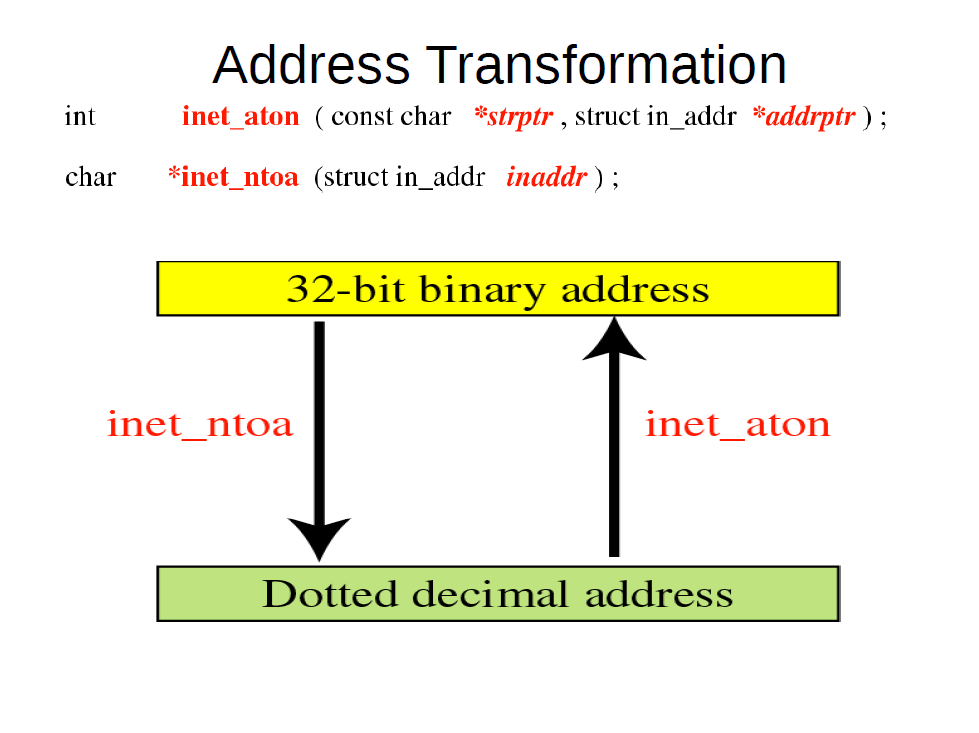 Address Transformation
int inet_aton ( const char *strptr , struct in_addr *addrptr ) ;
char *inet_ntoa (struct in_addr inaddr ) ;
32-bit binary address
inet_ntoa
inet_aton
Dotted decimal address